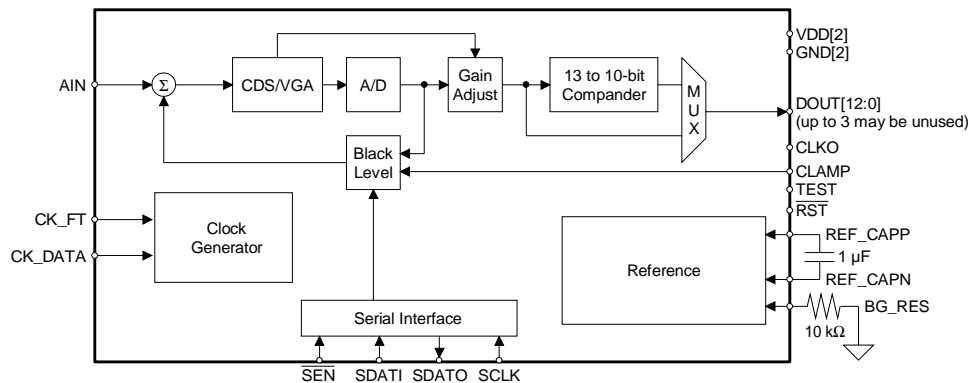 VDD[2]
GND[2]
AIN
Σ
CDS/VGA
A/D
Gain
Adjust
13 to 10-bit
Compander
MUX
DOUT[12:0]
(up to 3 may be unused)
CLKO
Black
Level
CLAMP
TEST
RST
CK_FT
CK_DATA
Clock
Generator
Reference
REF_CAPP
1 µF
REF_CAPN
BG_RES
10 kΩ
Serial Interface
SEN SDATI SDATO SCLK